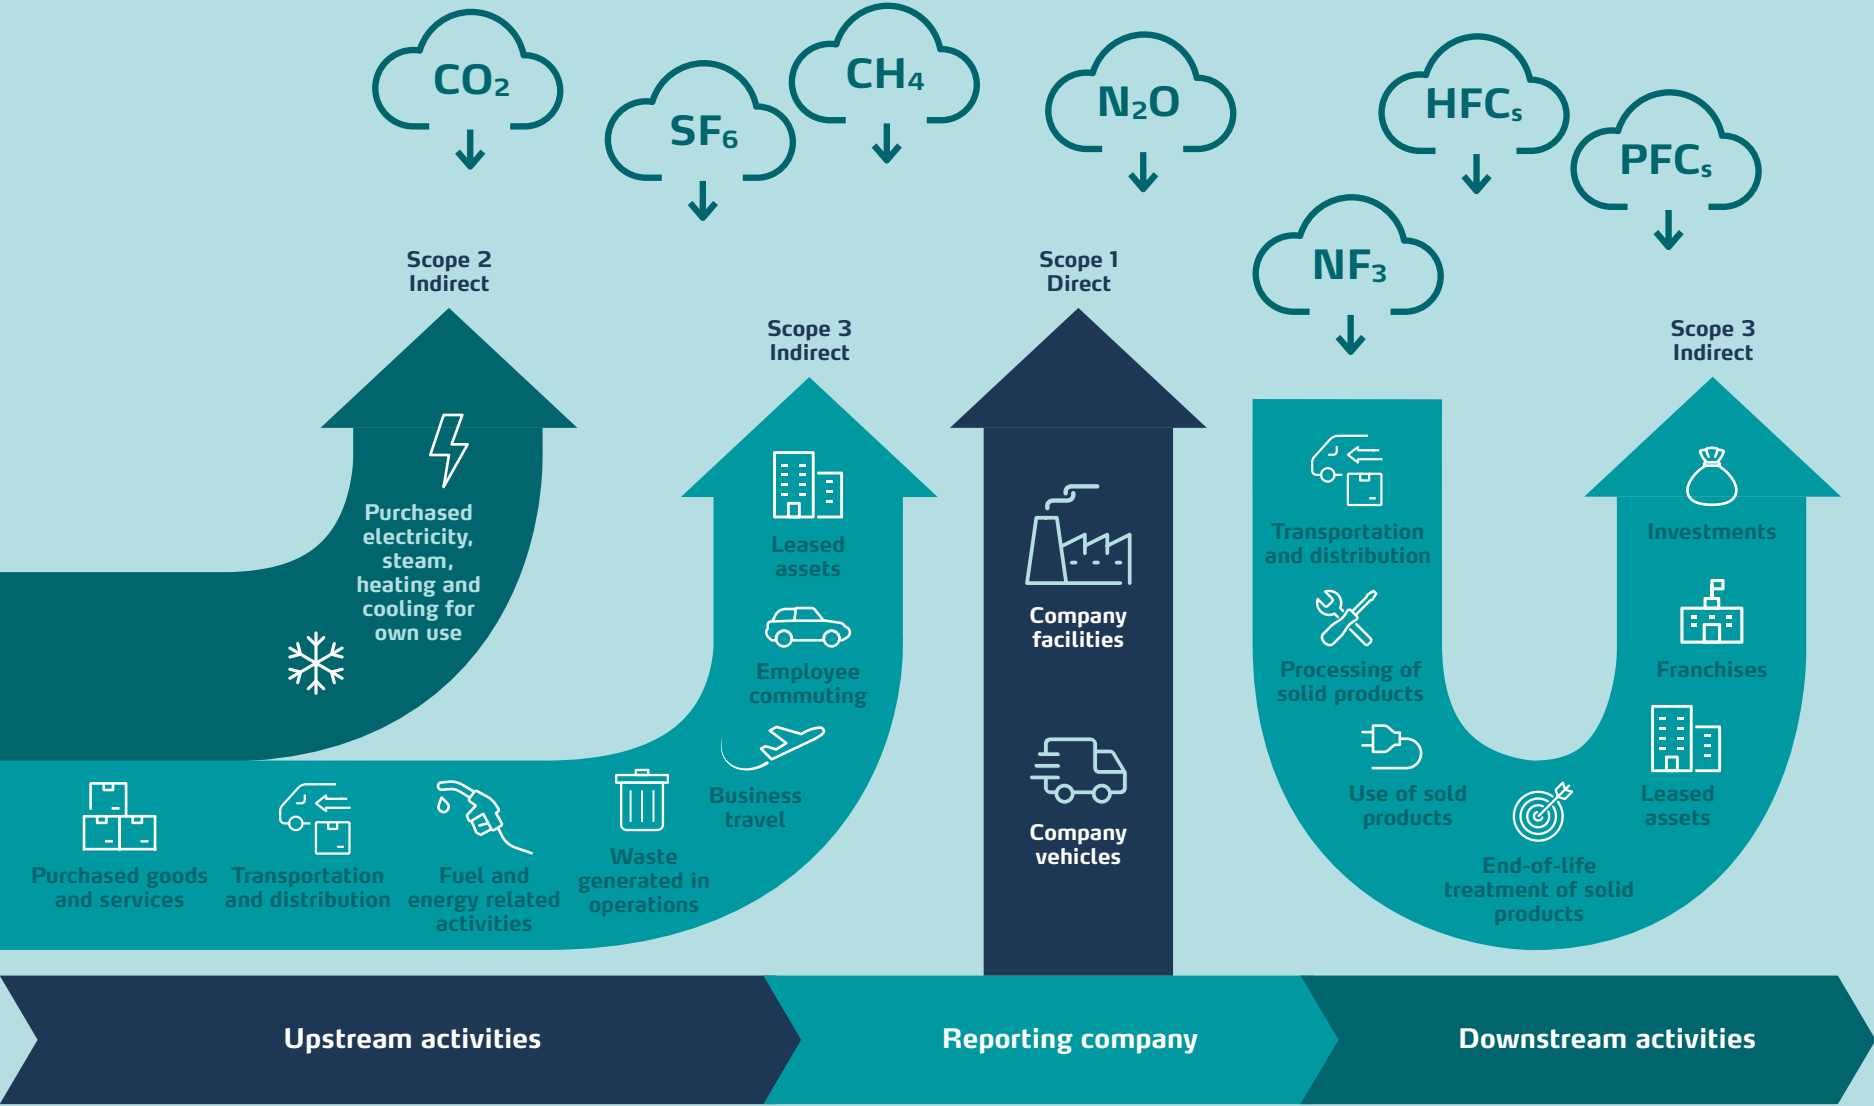 CO₂
SF₆
CH₄
N₂O
NF₃
HFCs
PFCs
Scope 2
Indirect
Purchased
electricity,
steam,
heating and
cooling for
own use
Scope 3
Indirect
Leased
assets
Employee
commuting
Business
travel
Waste
generated in
operations
Fuel and
energy related
activities
Transportation
and distribution
Purchased goods
and services
Scope 1
Direct
Company
facilities
Company
vehicles
Transportation
and distribution
Processing of
solid products
Use of sold
products
End-of-life
treatment of solid
products
Leased
assets
Franchises
Investments
Scope 3
Indirect
Upstream activities
Reporting company
Downstream activities